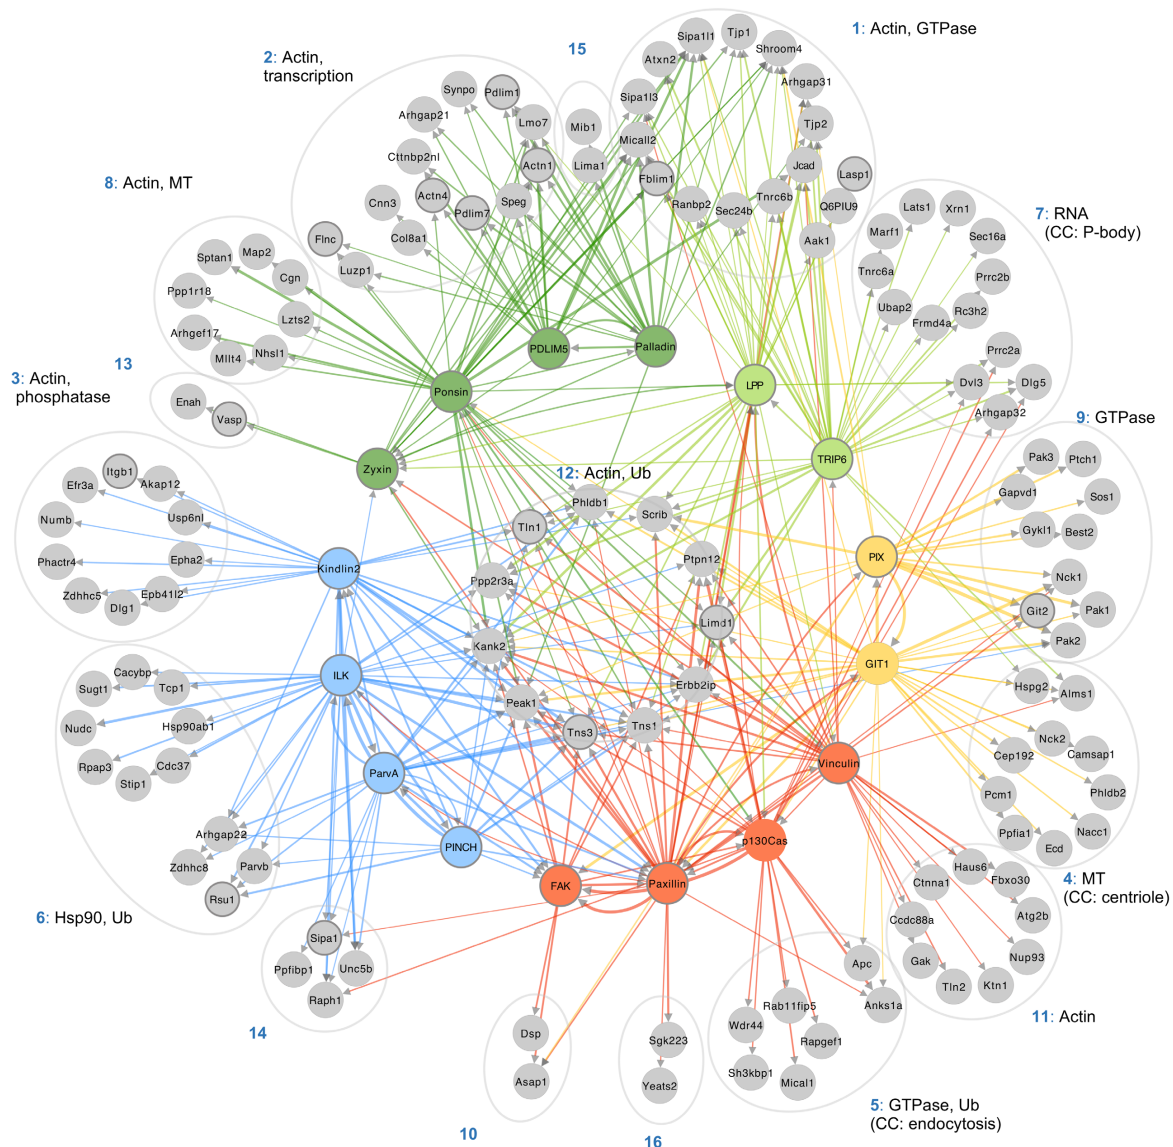 1: Actin, GTPase
15
2: Actin,
transcription
Sipa1l1
Tjp1
Shroom4
Atxn2
Arhgap31
Sipa1l3
Tjp2
Micall2
Jcad
Lasp1
Fblim1
Tnrc6b
Q6PIU9
Ranbp2
Sec24b
Aak1
Mib1
Lima1
Synpo
Pdlim1
Arhgap21
Lmo7
Cttnbp2nl
Actn1
Actn4
Cnn3
Pdlim7
Speg
Col8a1
Flnc
Luzp1
8: Actin, MT
Sptan1
Map2
Cgn
Ppp1r18
Lzts2
Arhgef17
Mllt4
Nhsl1
7: RNA
(CC: P-body)
Lats1
Xrn1
Marf1
Sec16a
Tnrc6a
Prrc2b
Ubap2
Rc3h2
Frmd4a
Prrc2a
Dvl3
Dlg5
Arhgap32
13
Enah
Vasp
3: Actin,
phosphatase
Itgb1
Efr3a
Akap12
Numb
Usp6nl
Phactr4
Epha2
Zdhhc5
Dlg1
Epb41l2
PDLIM5
Palladin
Ponsin
Zyxin
LPP
TRIP6
9: GTPase
Pak3
Ptch1
Gapvd1
Sos1
Gykl1
Best2
Nck1
Git2
Pak1
Pak2
12: Actin, Ub
Phldb1
Scrib
Tln1
Ptpn12
Ppp2r3a
Limd1
Kank2
Erbb2ip
Peak1
Tns3
Tns1
Kindlin2
ILK
ParvA
PINCH
PIX
GIT1
Vinculin
p130Cas
FAK
Paxillin
Cacybp
Sugt1
Tcp1
Nudc
Hsp90ab1
Rpap3
Cdc37
Stip1
Arhgap22
Zdhhc8
Parvb
Rsu1
6: Hsp90, Ub
Hspg2
Alms1
Nck2
Cep192
Camsap1
Pcm1
Phldb2
Ppfia1
Nacc1
Ecd
4: MT
(CC: centriole)
Haus6
Ctnna1
Fbxo30
Ccdc88a
Atg2b
Gak
Nup93
Tln2
Ktn1
11: Actin
Sipa1
Ppfibp1
Unc5b
Raph1
14
Dsp
Asap1
10
Sgk223
Yeats2
16
Apc
Rab11fip5
Anks1a
Wdr44
Rapgef1
Sh3kbp1
Mical1
5: GTPase, Ub
(CC: endocytosis)